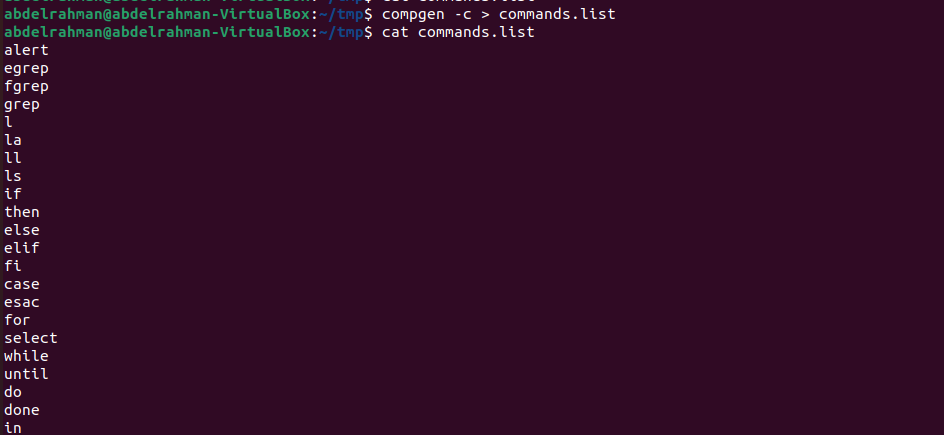 abdelrahman@abdelrahman-VirtualBox:~/tmp$ compgen -c > commands.list
abdelrahman@abdelrahman-VirtualBox:~/tmp$ cat commands.list
alert
egrep
fgrep
grep
l
la
ll
ls
if
then
else
elif
fi
case
esac
for
select
while
until
do
done
in